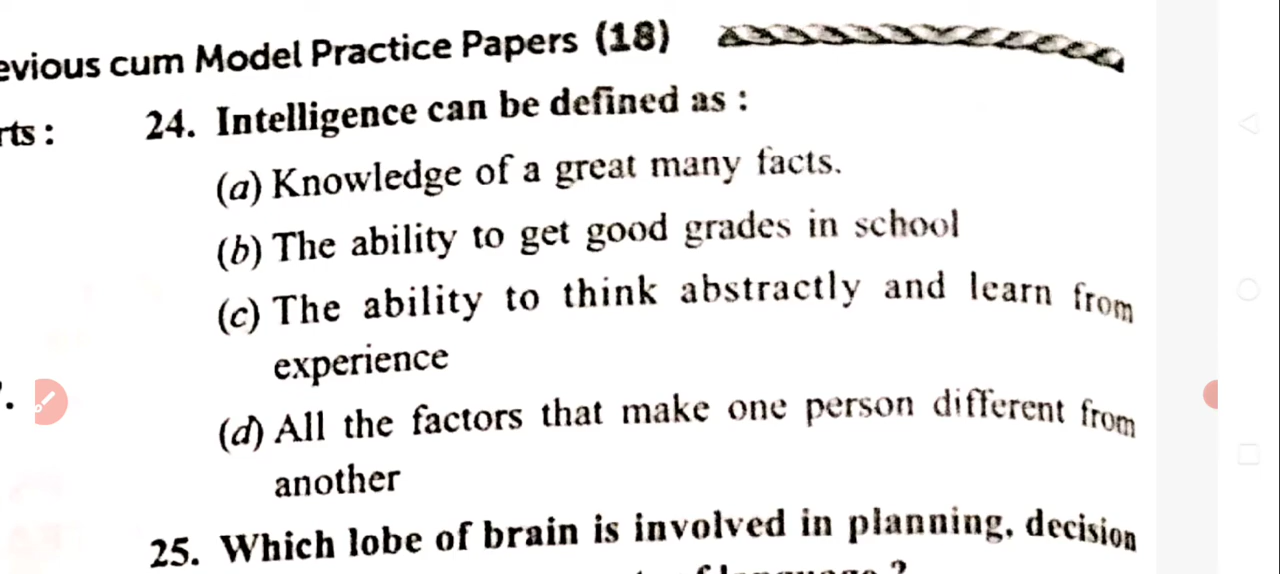 evious cum Model Practice Papers (18)
rts :
24. Intelligence can be defined as :
(a) Knowledge of a great many facts.
(b) The ability to get good grades in school
(c) The ability to think abstractly and learn from
experience
(d) All the factors that make one person different from
another
25. Which lobe of brain is involved in planning, decision